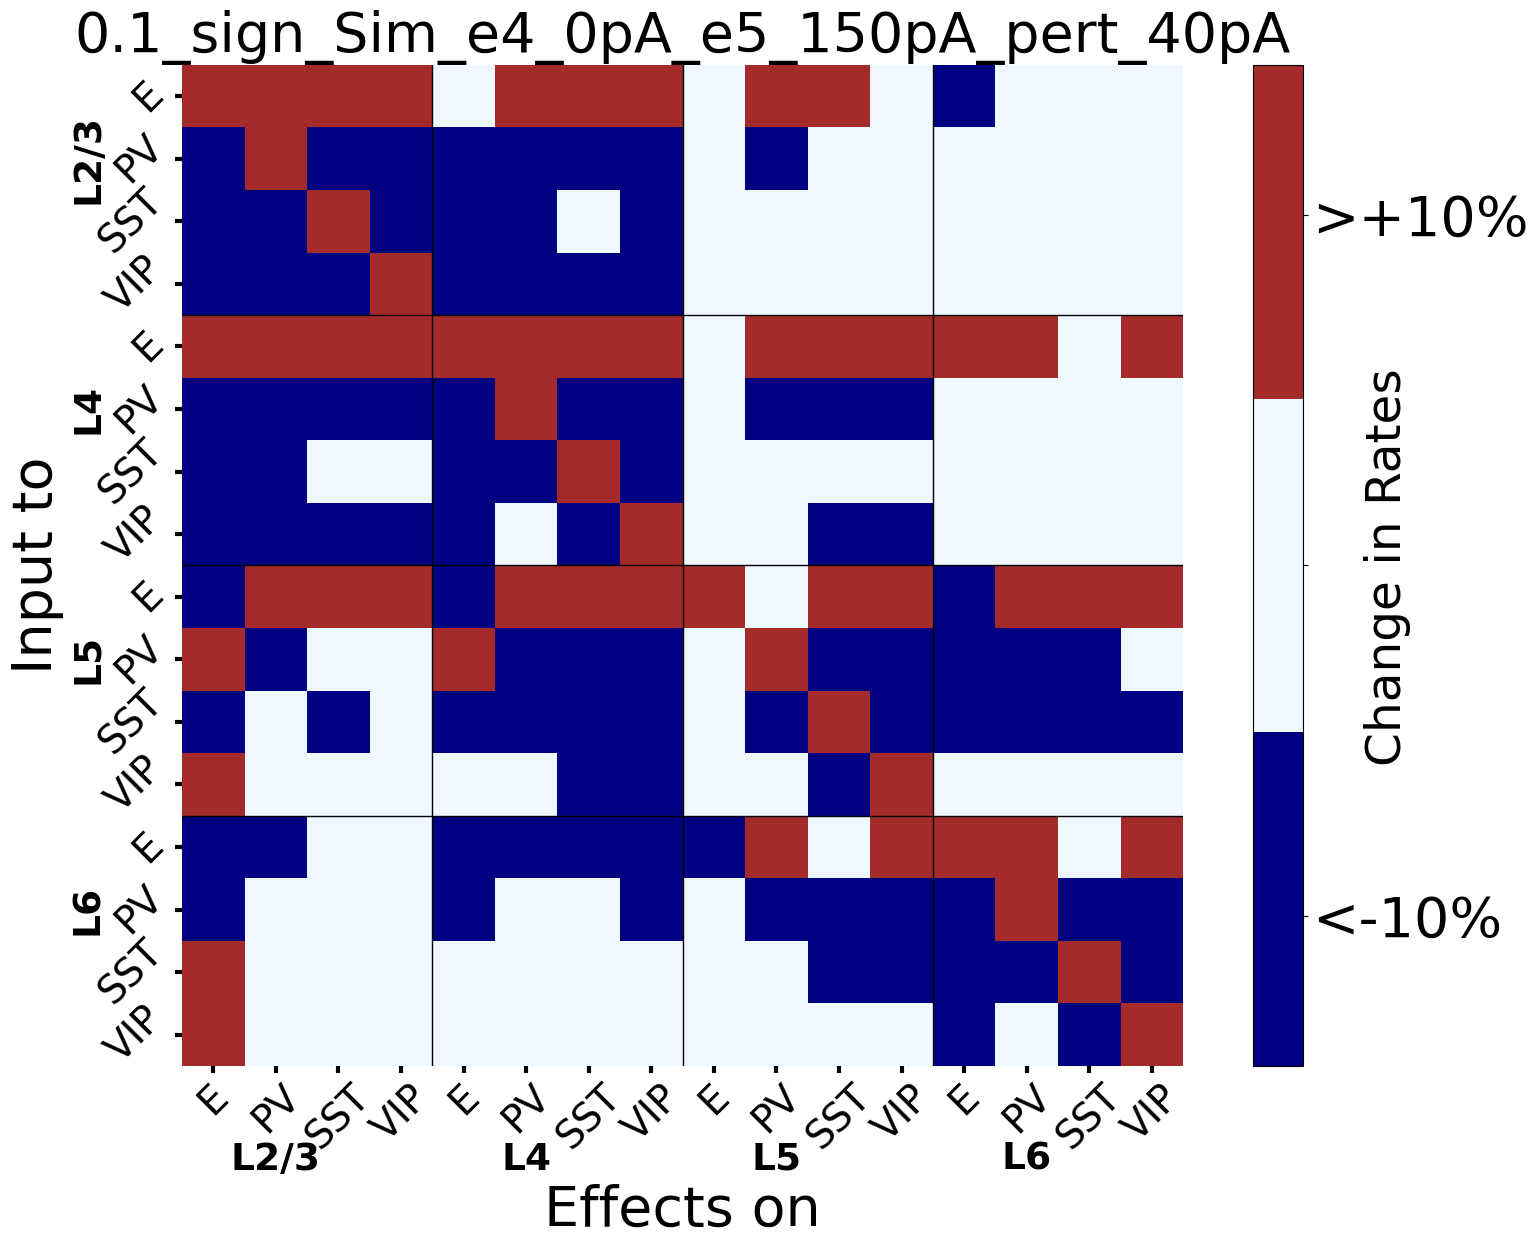 0.1_sign_Sim_e4_0pA_e5_150pA_pert_40pA
Input to
L2/3
E
PV
SST
VIP
L4
E
PV
SST
VIP
L5
E
PV
SST
VIP
L6
E
PV
SST
VIP
E PV SST VIP E PV SST VIP E PV SST VIP E PV SST VIP
L2/3 L4 L5 L6
Effects on
>+10%
<-10%
Change in Rates